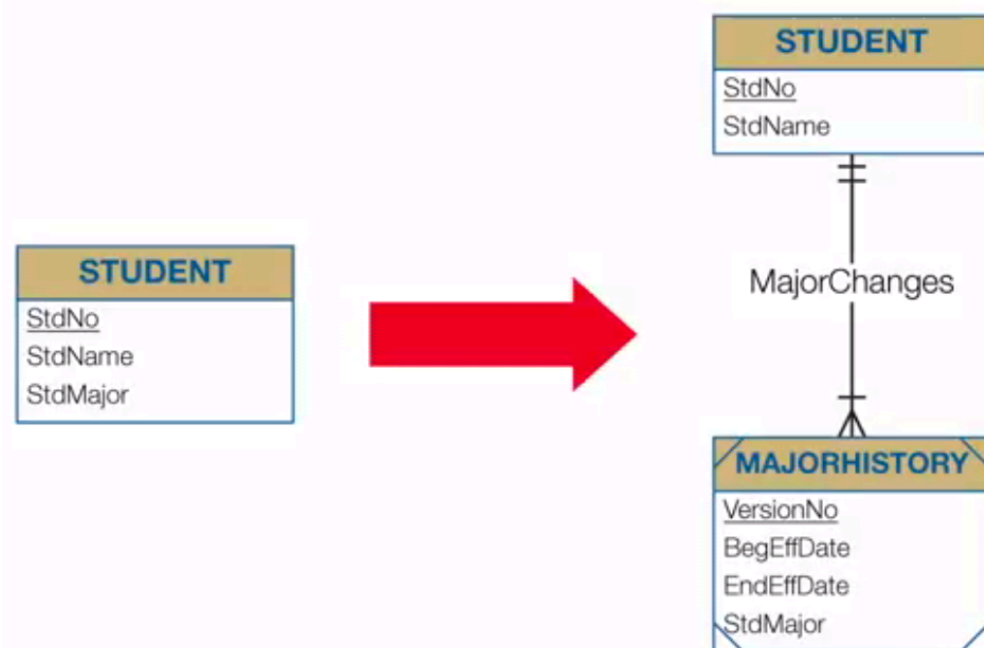 STUDENT
StdNo
StdName
StdMajor
STUDENT
StdNo
StdName
MajorChanges
MAJORHISTORY
VersionNo
BegEffDate
EndEffDate
StdMajor